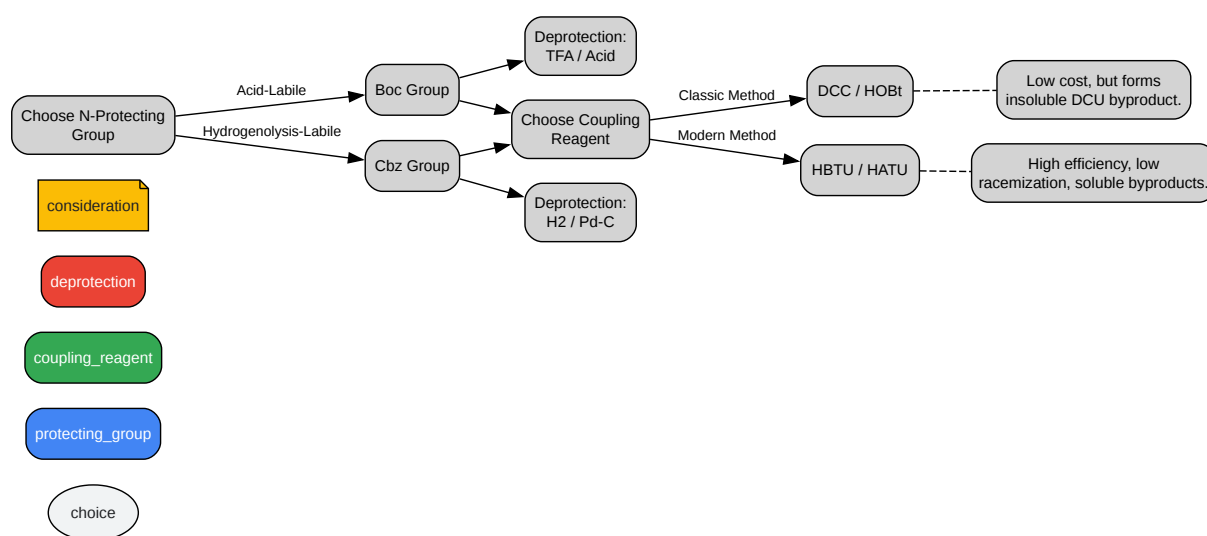 Choose N-Protecting
Group
Acid-Labile
Hydrogenolysis-Labile
Boc Group
Cbz Group
Deprotection:
TFA / Acid
Choose Coupling
Reagent
Deprotection:
H2 / Pd-C
Classic Method
Modern Method
DCC / HOBt
HBTU / HATU
Low cost, but forms
insoluble DCU byproduct.
High efficiency, low
racemization, soluble byproducts.
consideration
deprotection
coupling_reagent
protecting_group
choice